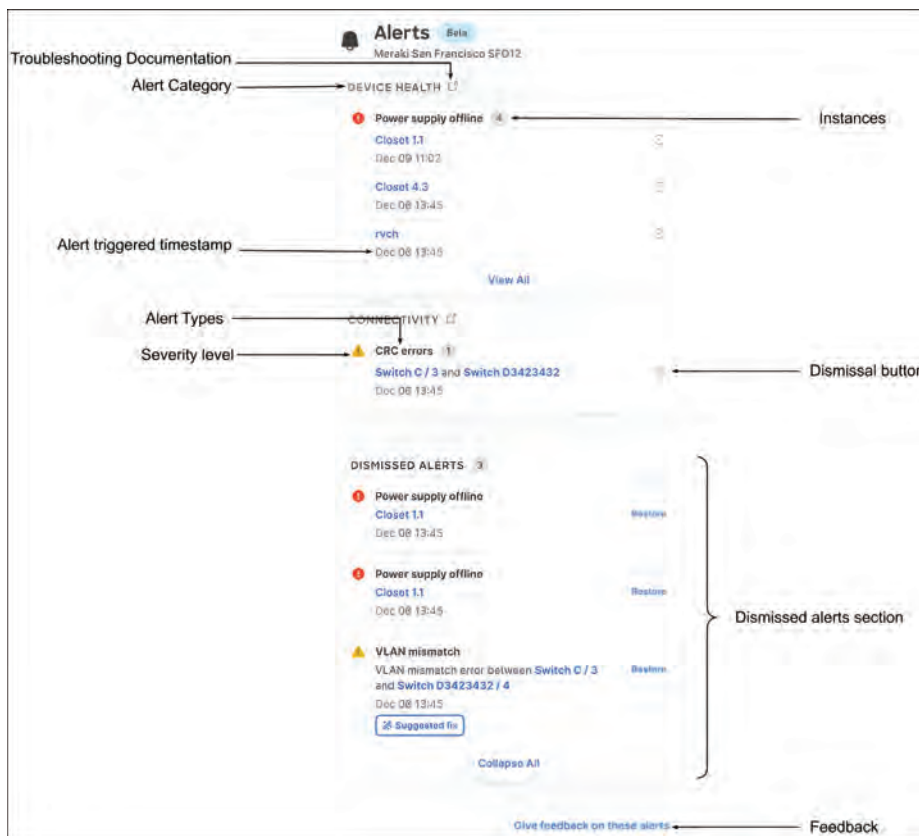 Alerts Beta
Meraki San Francisco SFO12
Troubleshooting Documentation
Alert Category
DEVICE HEALTH
Power supply offline 4
Instances
Closet 1.1
Dec 09 11:02
Closet 4.3
Dec 08 13:45
rvch
Alert triggered timestamp
Dec 08 13:45
View All
Alert Types
CONNECTIVITY
Severity level
CRC errors 1
Switch C / 3 and Switch D3423432
Dismissal button
Dec 08 13:45
DISMISSED ALERTS 3
Power supply offline
Closet 1.1
Restore
Dec 08 13:45
Power supply offline
Closet 1.1
Restore
Dec 08 13:45
Dismissed alerts section
VLAN mismatch
VLAN mismatch error between Switch C / 3
Restore
and Switch D3423432 / 4
Dec 08 13:45
Suggested fix
Collapse All
Give feedback on these alerts
Feedback